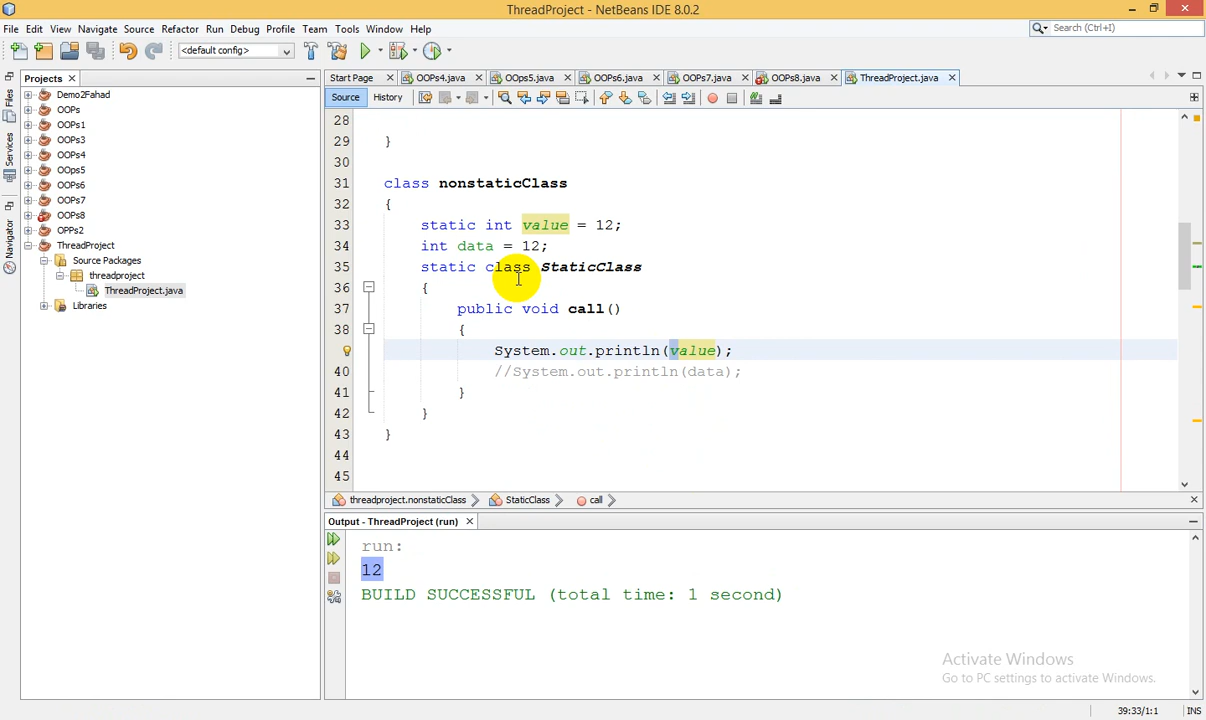 ThreadProject - NetBeans IDE 8.0.2
File Edit View Navigate Source Refactor Run Debug Profile Team Tools Window Help
Search (Ctrl+I)
<default config>
Projects
Start Page OOPs4.java OOps5.java OOPs6.java OOPs7.java OOPs8.java ThreadProject.java
Source History
Files
Services
Navigator
Demo2Fahad
OOPs
OOPs1
OOPs3
OOPs4
OOps5
OOPs6
OOPs7
OOPs8
OPPs2
ThreadProject
Source Packages
threadproject
ThreadProject.java
Libraries
28
29 }
30
31 class nonstaticClass
32 {
33 static int value = 12;
34 int data = 12;
35 static class StaticClass
36 {
37 public void call()
38 {
System.out.println(value);
40 //System.out.println(data);
41 }
42 }
43 }
44
45
threadproject.nonstaticClass StaticClass call
Output - ThreadProject (run)
run:
12
BUILD SUCCESSFUL (total time: 1 second)
Activate Windows
Go to PC settings to activate Windows.
39:33/1:1 INS